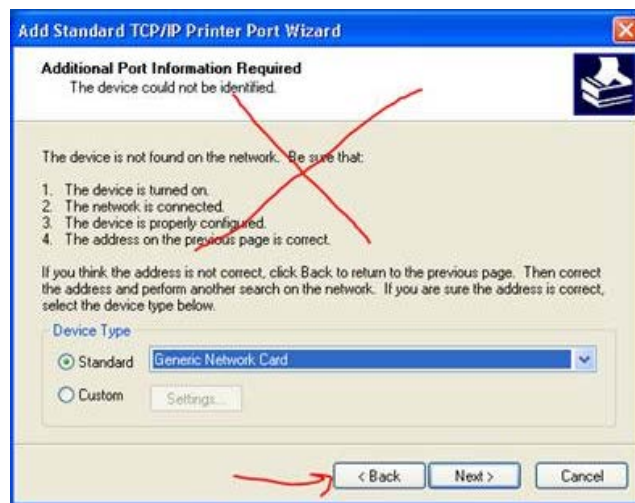 Add Standard TCP/IP Printer Port Wizard
Additional Port Information Required
The device could not be identified.
The device is not found on the network. Be sure that:
1. The device is turned on.
2. The network is connected.
3. The device is properly configured.
4. The address on the previous page is correct.
If you think the address is not correct, click Back to return to the previous page. Then correct
the address and perform another search on the network. If you are sure the address is correct,
select the device type below.
Device Type
Standard Generic Network Card
Custom Settings...
< Back Next > Cancel